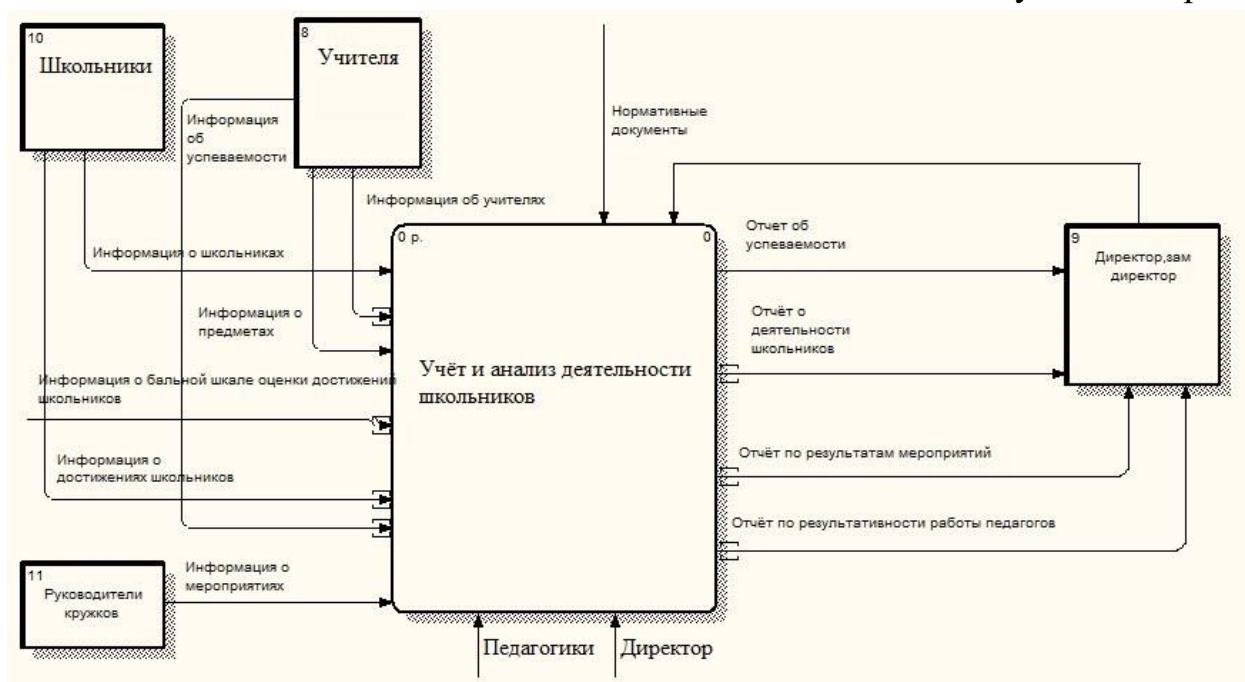 10
Школьники
8
Учителя
Информация
об
успеваемости
Нормативные
документы
Информация об учителях
Информация о школьниках
0 р.
0
Отчет об
успеваемости
9
Директор,зам
директор
Информация о
предметах
Отчёт о
деятельности
школьников
Учёт и анализ деятельности
школьников
Информация о бальной шкале оценки достижений
школьников
Информация о
достижениях школьников
Отчёт по результатам мероприятий
Отчёт по результативности работы педагогов
11
Руководители
кружков
Информация о
мероприятиях
Педагогики
Директор